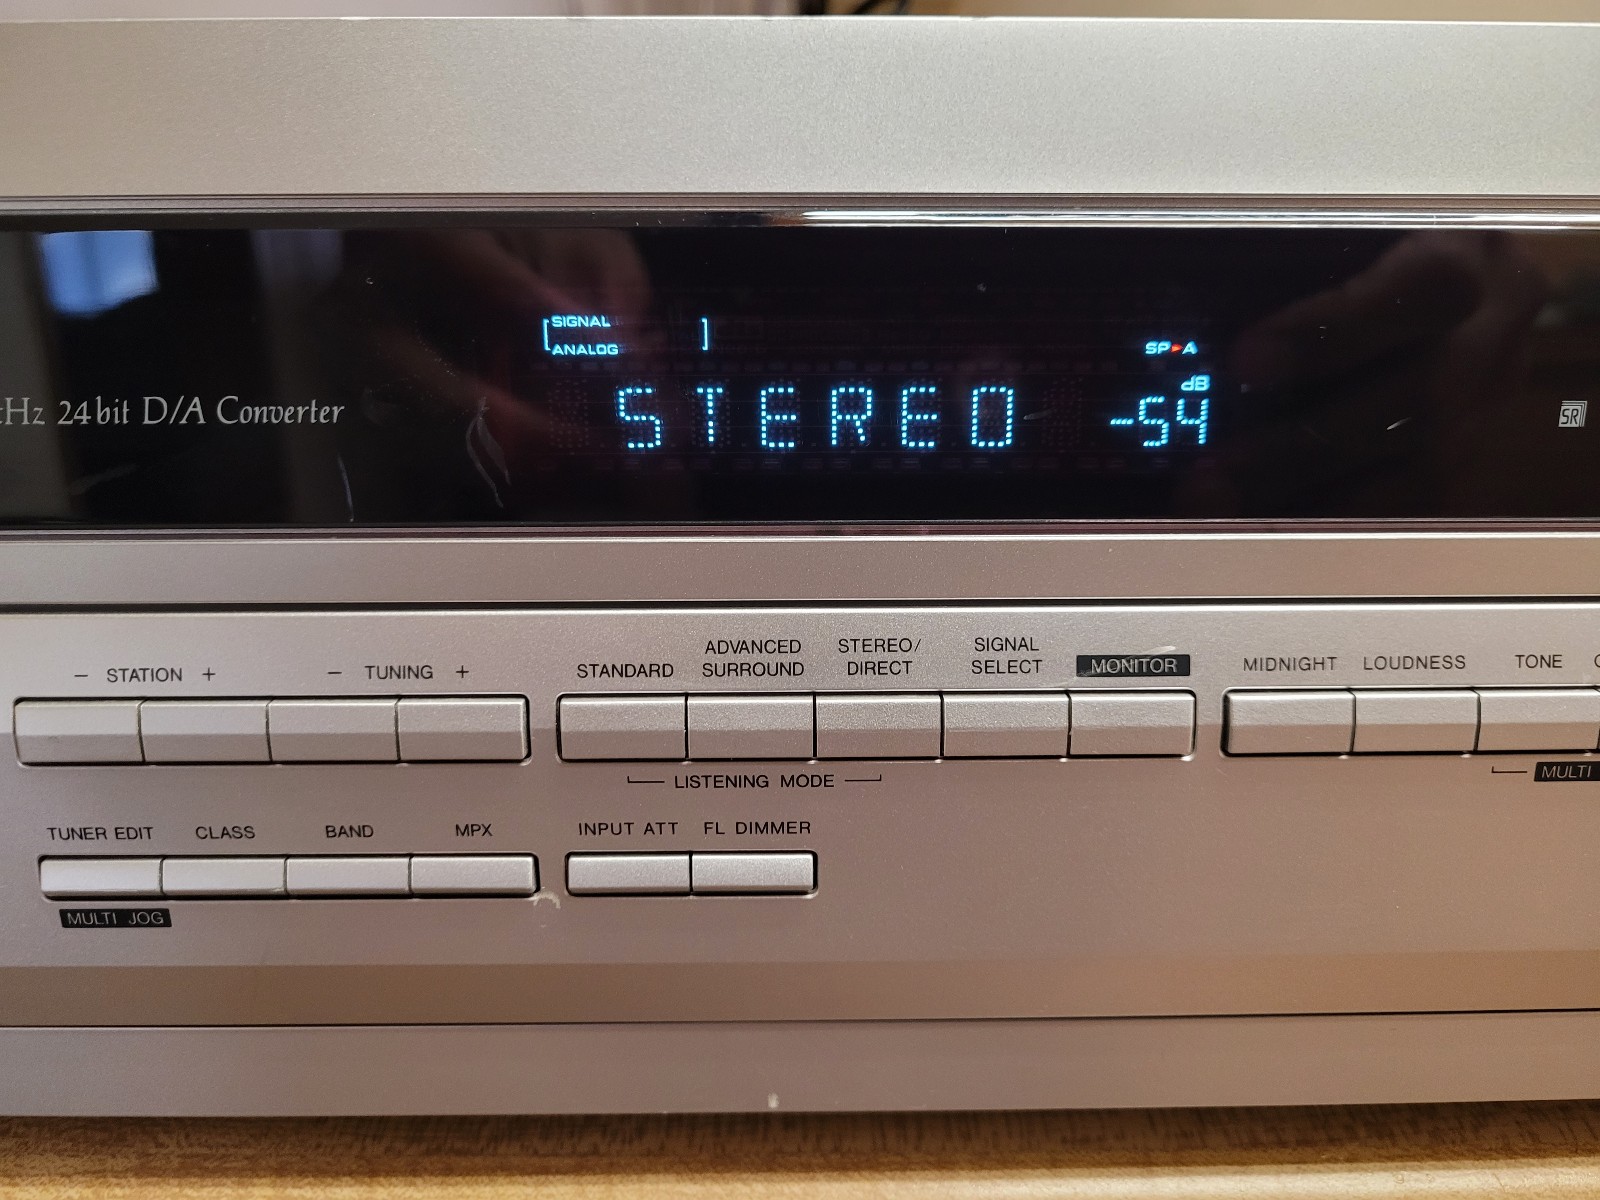 SIGNAL
ANALOG
SP►A
dB
STEREO -54
Hz 24bit D/A Converter
SR
– STATION + – TUNING +
STANDARD
ADVANCED
SURROUND
STEREO/
DIRECT
SIGNAL
SELECT
MONITOR
MIDNIGHT LOUDNESS TONE
LISTENING MODE
MULTI
TUNER EDIT CLASS BAND MPX
INPUT ATT FL DIMMER
MULTI JOG